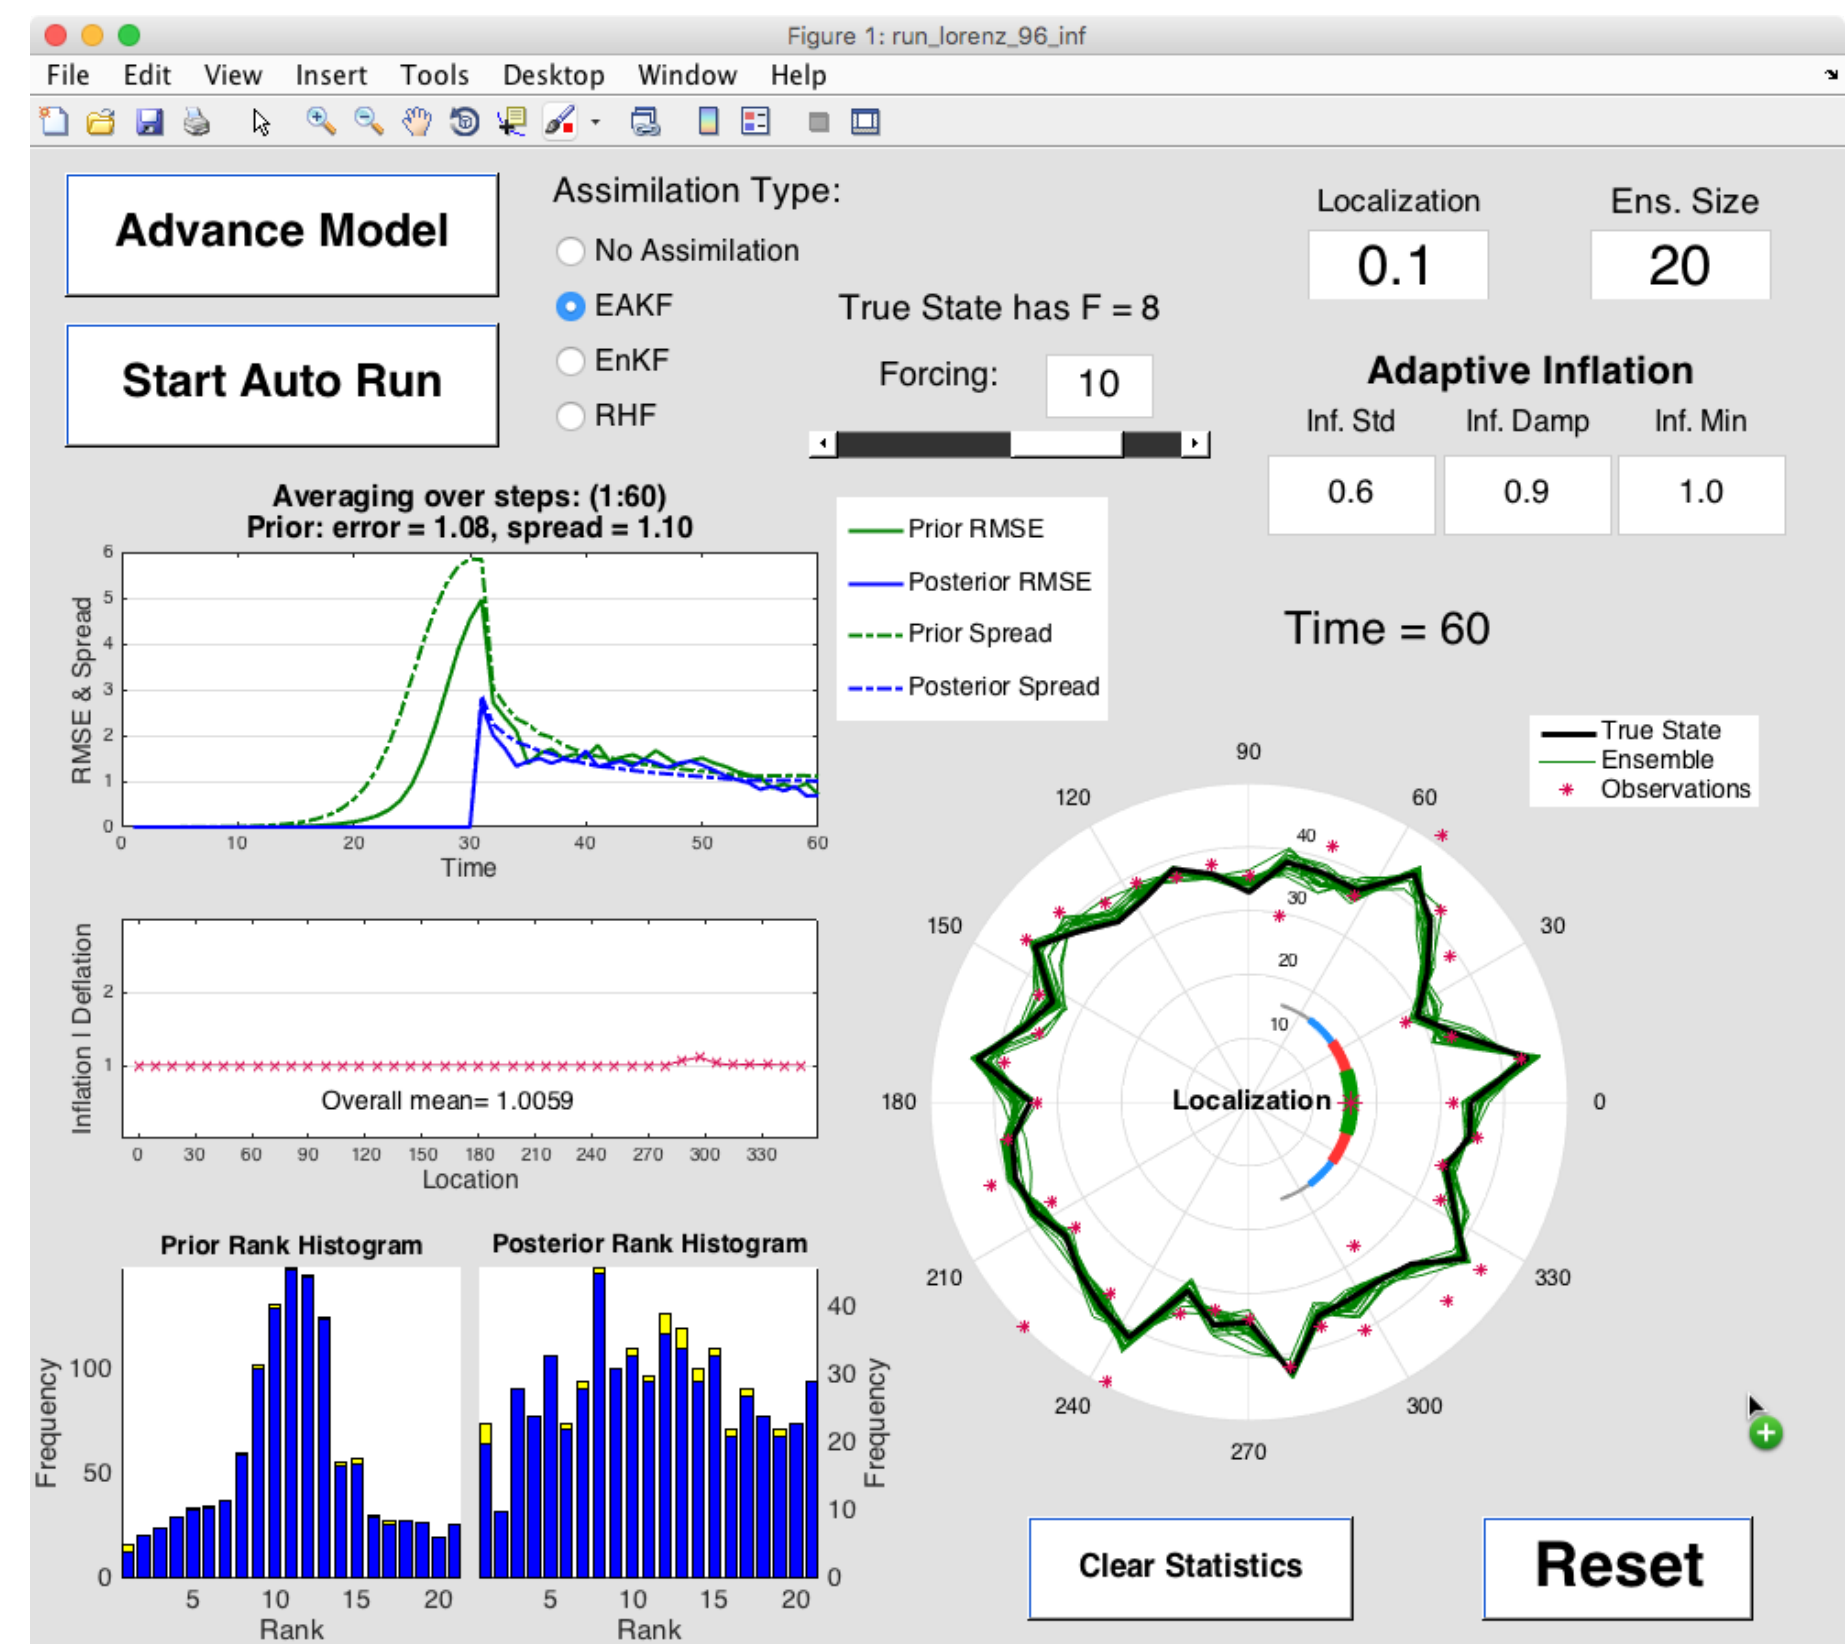 Figure 1: run_lorenz_96_inf
File Edit View Insert Tools Desktop Window Help
Advance Model
Start Auto Run
Assimilation Type:
No Assimilation
EAKF
EnKF
RHF
True State has F = 8
Forcing: 10
Localization Ens. Size
0.1 20
Adaptive Inflation
Inf. Std Inf. Damp Inf. Min
0.6 0.9 1.0
Averaging over steps: (1:60)
Prior: error = 1.08, spread = 1.10
RMSE & Spread
6
5
4
3
2
1
0
0 10 20 30 40 50 60
Time
Prior RMSE
Posterior RMSE
Prior Spread
Posterior Spread
Time = 60
True State
Ensemble
Observations
Inflation | Deflation
2
1
Overall mean= 1.0059
0 30 60 90 120 150 180 210 240 270 300 330
Location
90
120 60
150 30
180 0
210 330
240 300
270
40
30
20
10
Localization
Prior Rank Histogram
Frequency
100
50
0
5 10 15 20
Rank
Posterior Rank Histogram
40
30
20
10
0
Frequency
5 10 15 20
Rank
Clear Statistics
Reset